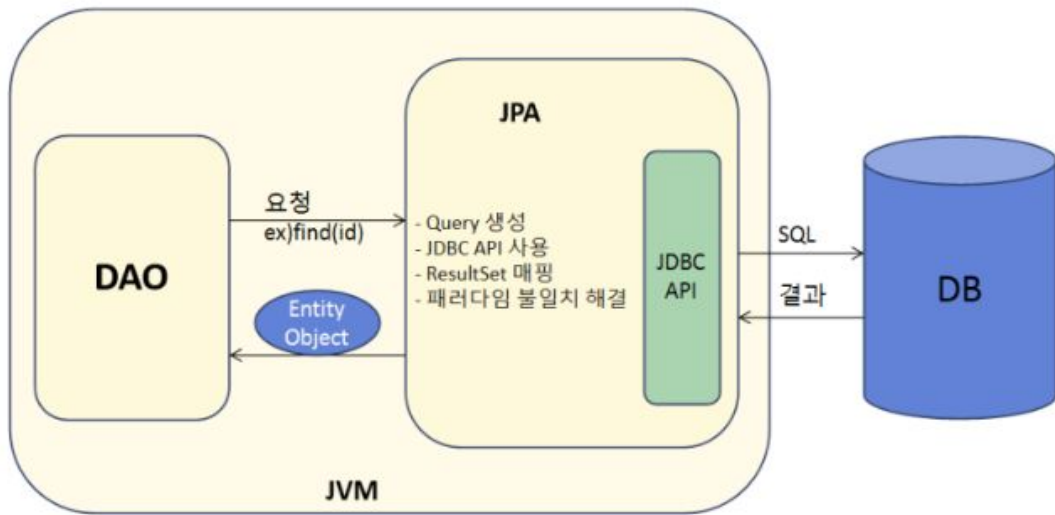 JPA
요청
ex)find(id)
DAO
- Query 생성
- JDBC API 사용
- ResultSet 매핑
- 패러다임 불일치 해결
Entity
Object
JDBC
API
SQL
결과
DB
JVM